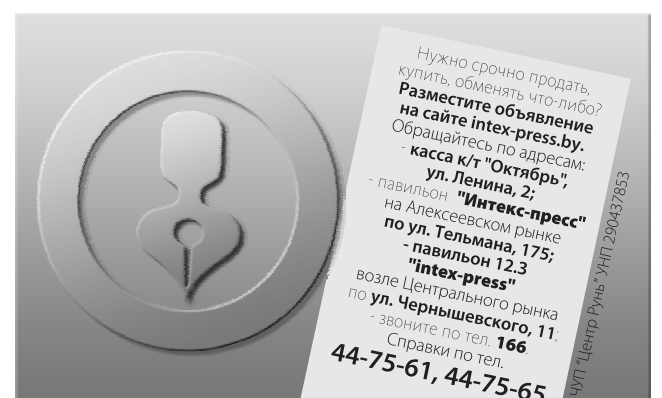 Нужно срочно продать,
купить, обменять что-либо?
Разместите объявление
на сайте intex-press.by.
Обращайтесь по адресам:
- касса к/т "Октябрь",
ул. Ленина, 2;
- павильон "Интекс-пресс"
на Алексеевском рынке
по ул. Тельмана, 175;
- павильон 12.3
"intex-press"
возле Центрального рынка
по ул. Чернышевского, 11;
- звоните по тел. 166.
Справки по тел.
44-75-61, 44-75-65
ЧУП "Центр Рунь" УНП 290437853